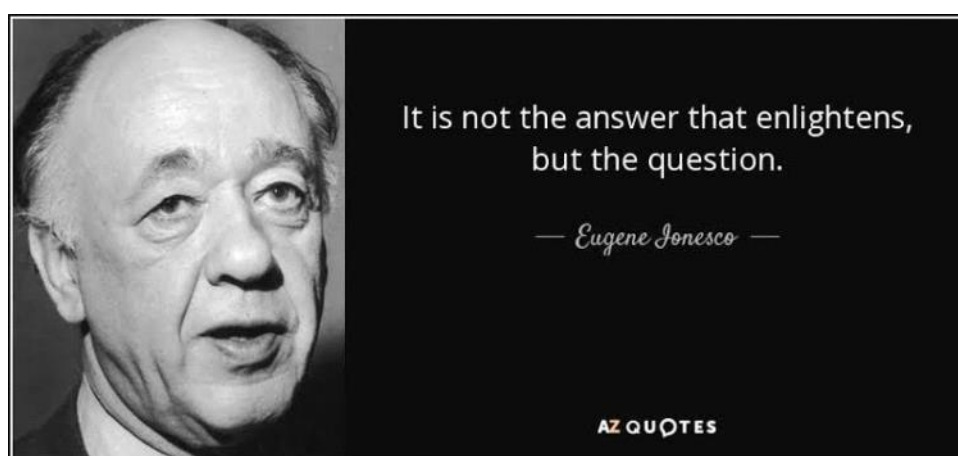 It is not the answer that enlightens,
but the question.
— Eugene Ionesco —
AZ QUOTES